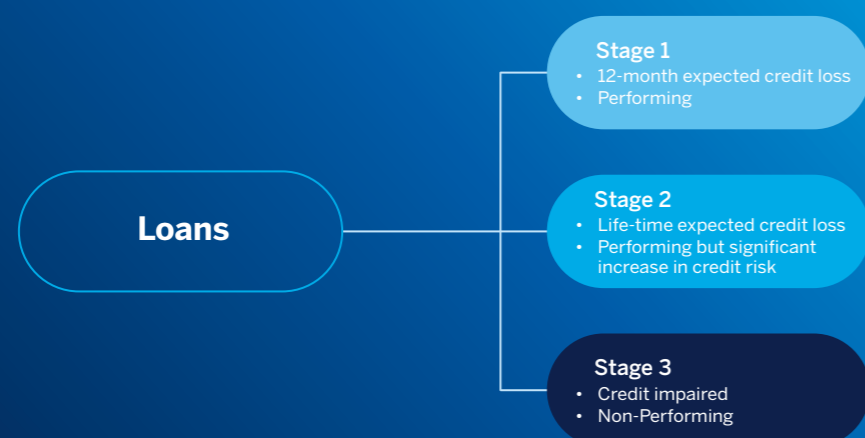 Loans
Stage 1
• 12-month expected credit loss
• Performing
Stage 2
• Life-time expected credit loss
• Performing but significant
increase in credit risk
Stage 3
• Credit impaired
• Non-Performing